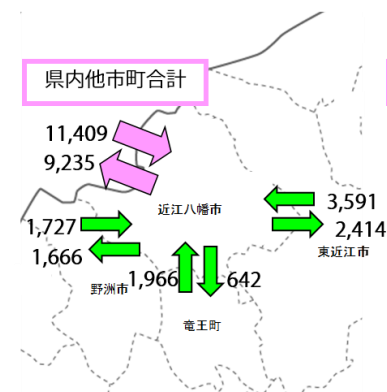 県内他市町合計
11,409
9,235
近江八幡市
3,591
2,414
東近江市
1,727
1,666
野洲市
1,966
642
竜王町